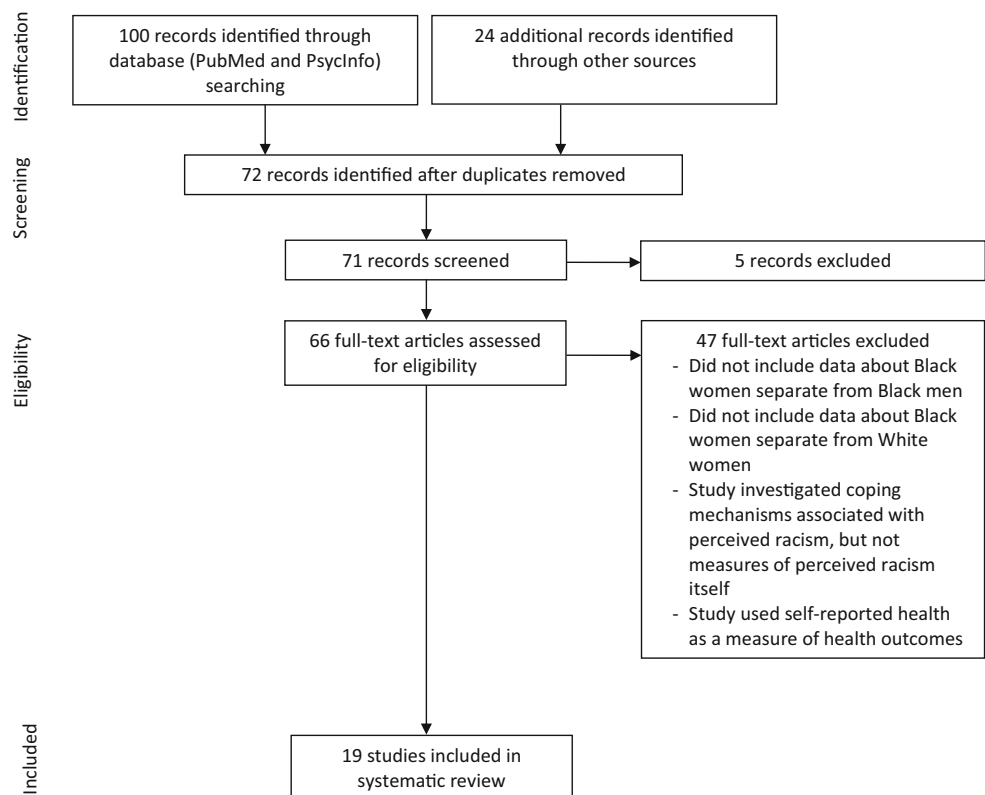 Identification
100 records identified through
database (PubMed and PsycInfo)
searching
24 additional records identified
through other sources
Screening
72 records identified after duplicates removed
71 records screened
5 records excluded
Eligibility
66 full-text articles assessed
for eligibility
47 full-text articles excluded
- Did not include data about Black
women separate from Black men
- Did not include data about Black
women separate from White
women
- Study investigated coping
mechanisms associated with
perceived racism, but not
measures of perceived racism
itself
- Study used self-reported health
as a measure of health outcomes
Included
19 studies included in
systematic review